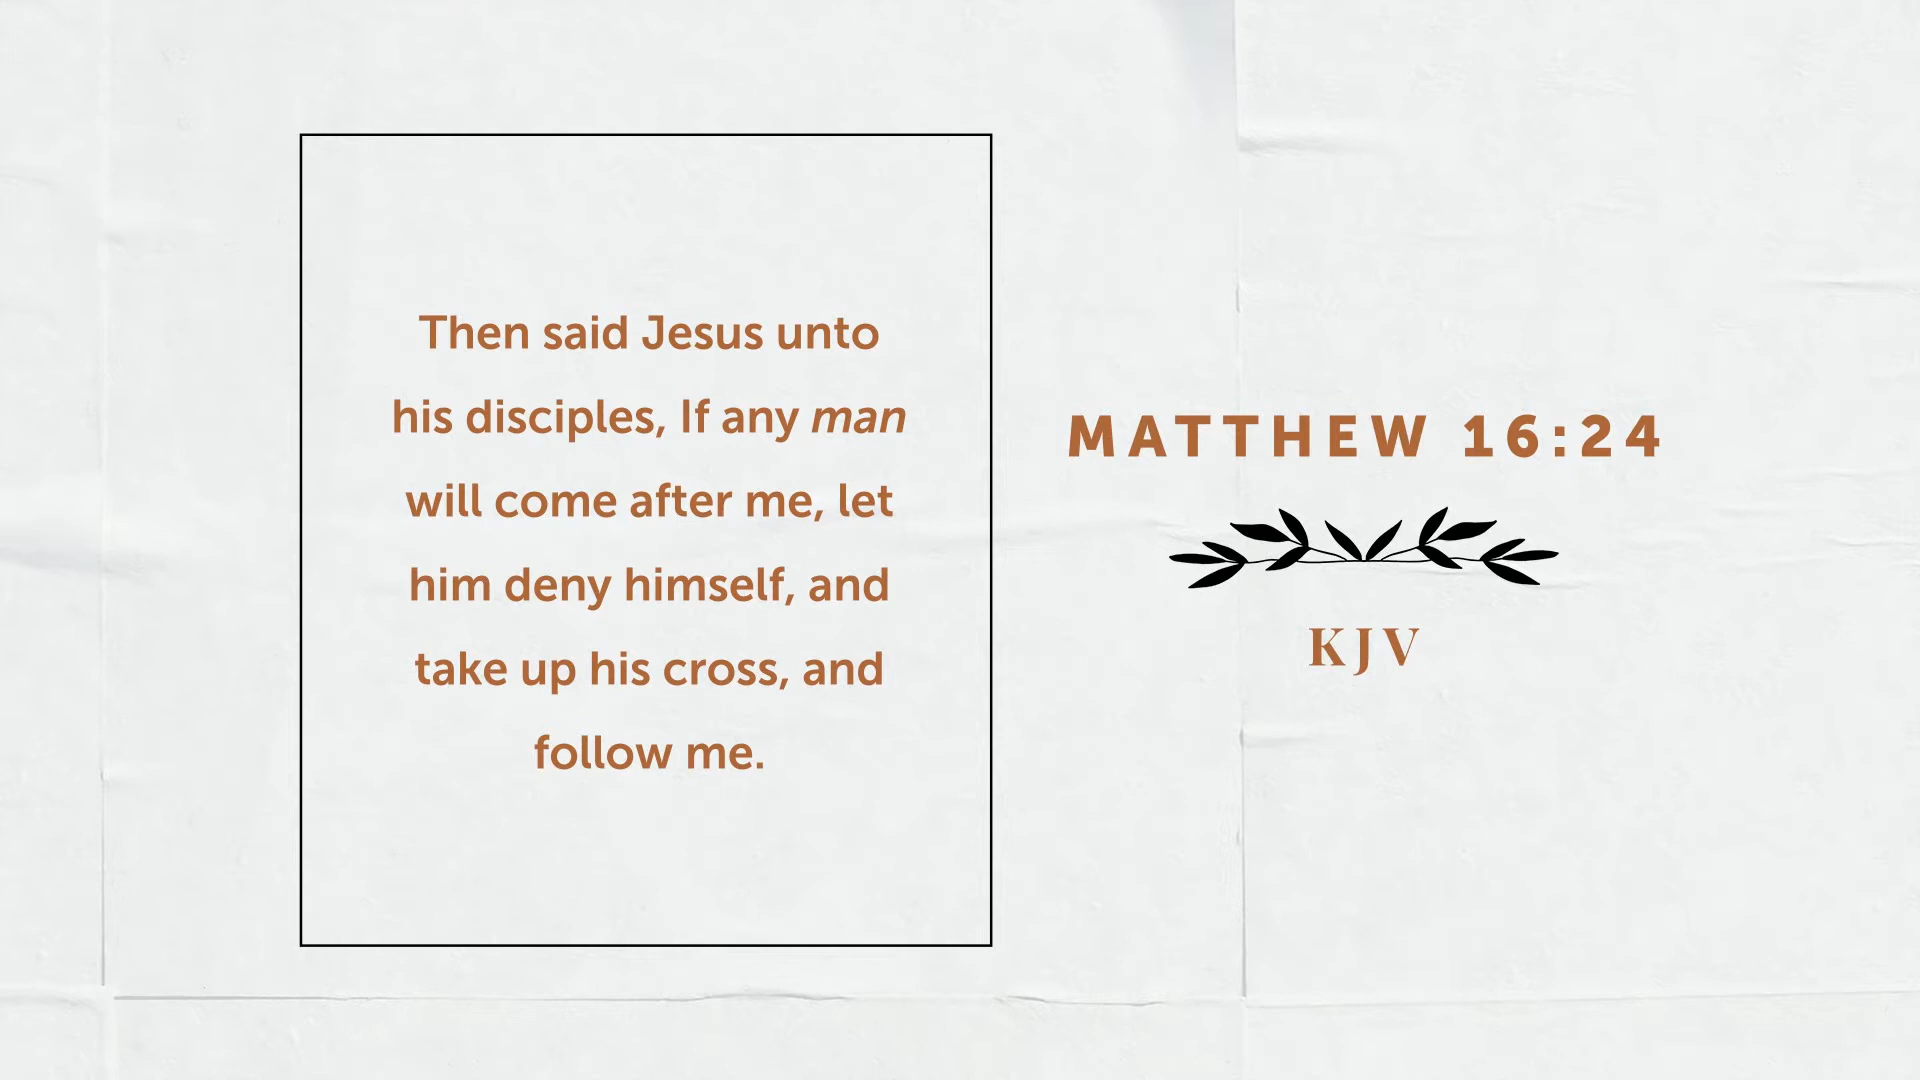 Then said Jesus unto
his disciples, If any man
will come after me, let
him deny himself, and
take up his cross, and
follow me.
MATTHEW 16:24
KJV